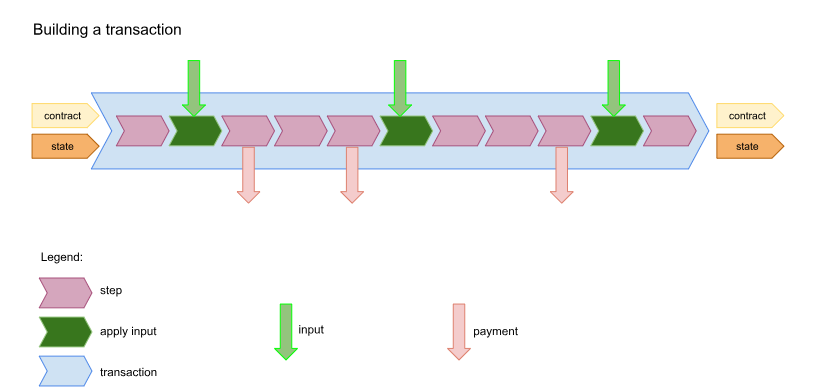 Building a transaction
contract
state
contract
state
Legend:
step
apply input
input
payment
transaction